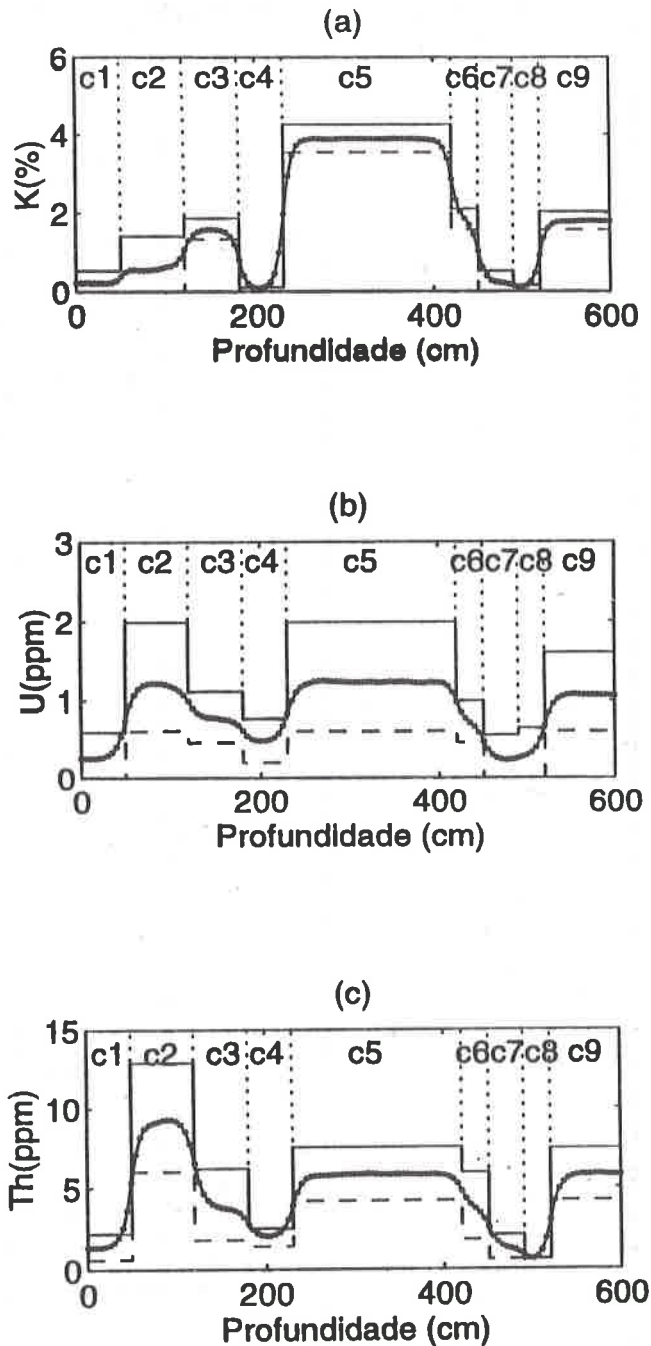 (a)
6
c1 c2 c3 c4 c5 c6 c7 c8 c9
4
K(%)
2
0
0 200 400 600
Profundidade (cm)
(b)
3
c1 c2 c3 c4 c5 c6 c7 c8 c9
2
U(ppm)
1
0
0 200 400 600
Profundidade (cm)
(c)
15
c1 c2 c3 c4 c5 c6 c7 c8 c9
10
Th(ppm)
5
0
0 200 400 600
Profundidade (cm)